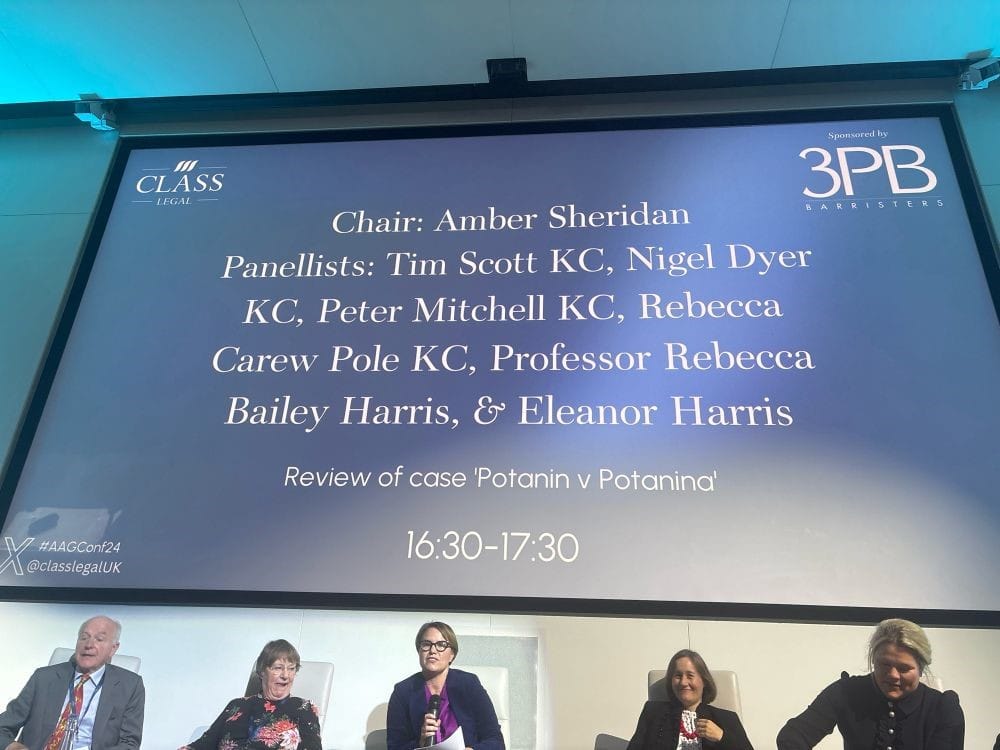 CLASS
LEGAL
Sponsored by
3PB
BARRISTERS
Chair: Amber Sheridan
Panellists: Tim Scott KC, Nigel Dyer
KC, Peter Mitchell KC, Rebecca
Carew Pole KC, Professor Rebecca
Bailey Harris, & Eleanor Harris
Review of case 'Potanin v Potanina'
16:30-17:30
X #AAGConf24
@classlegalUK